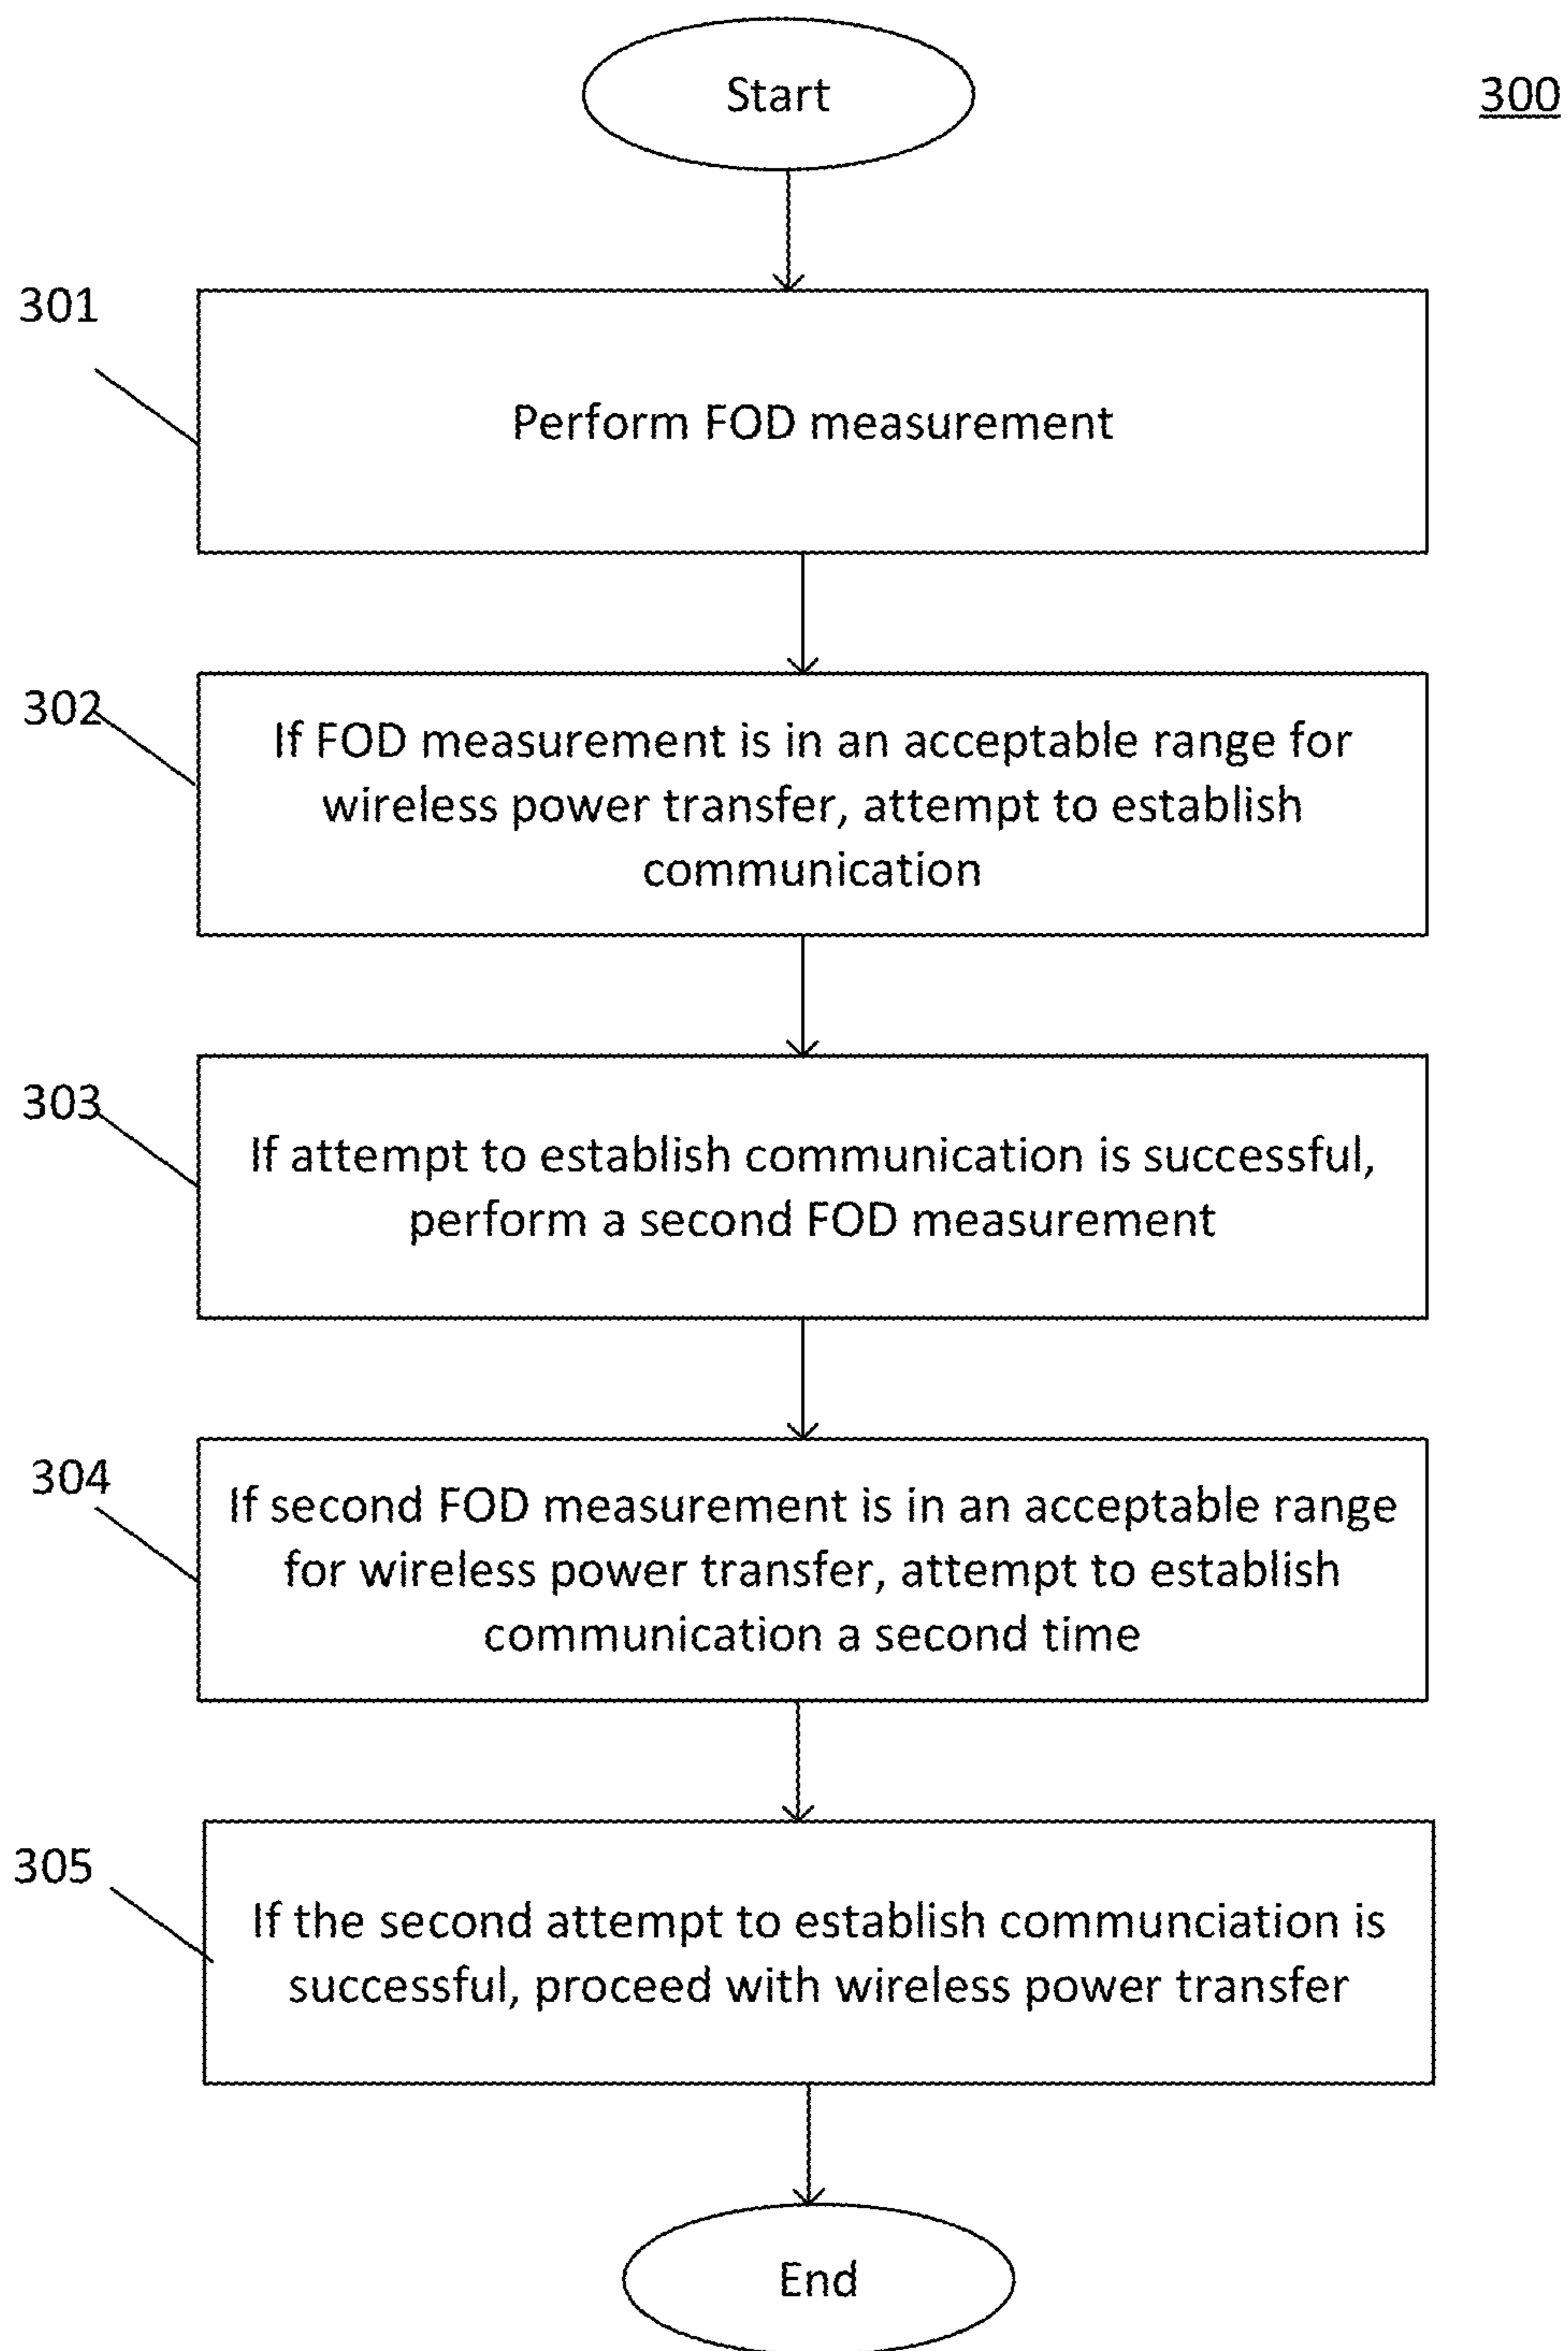 Start
300
301
Perform FOD measurement
302
If FOD measurement is in an acceptable range for
wireless power transfer, attempt to establish
communication
303
If attempt to establish communication is successful,
perform a second FOD measurement
304
If second FOD measurement is in an acceptable range
for wireless power transfer, attempt to establish
communication a second time
305
If the second attempt to establish communciation is
successful, proceed with wireless power transfer
End